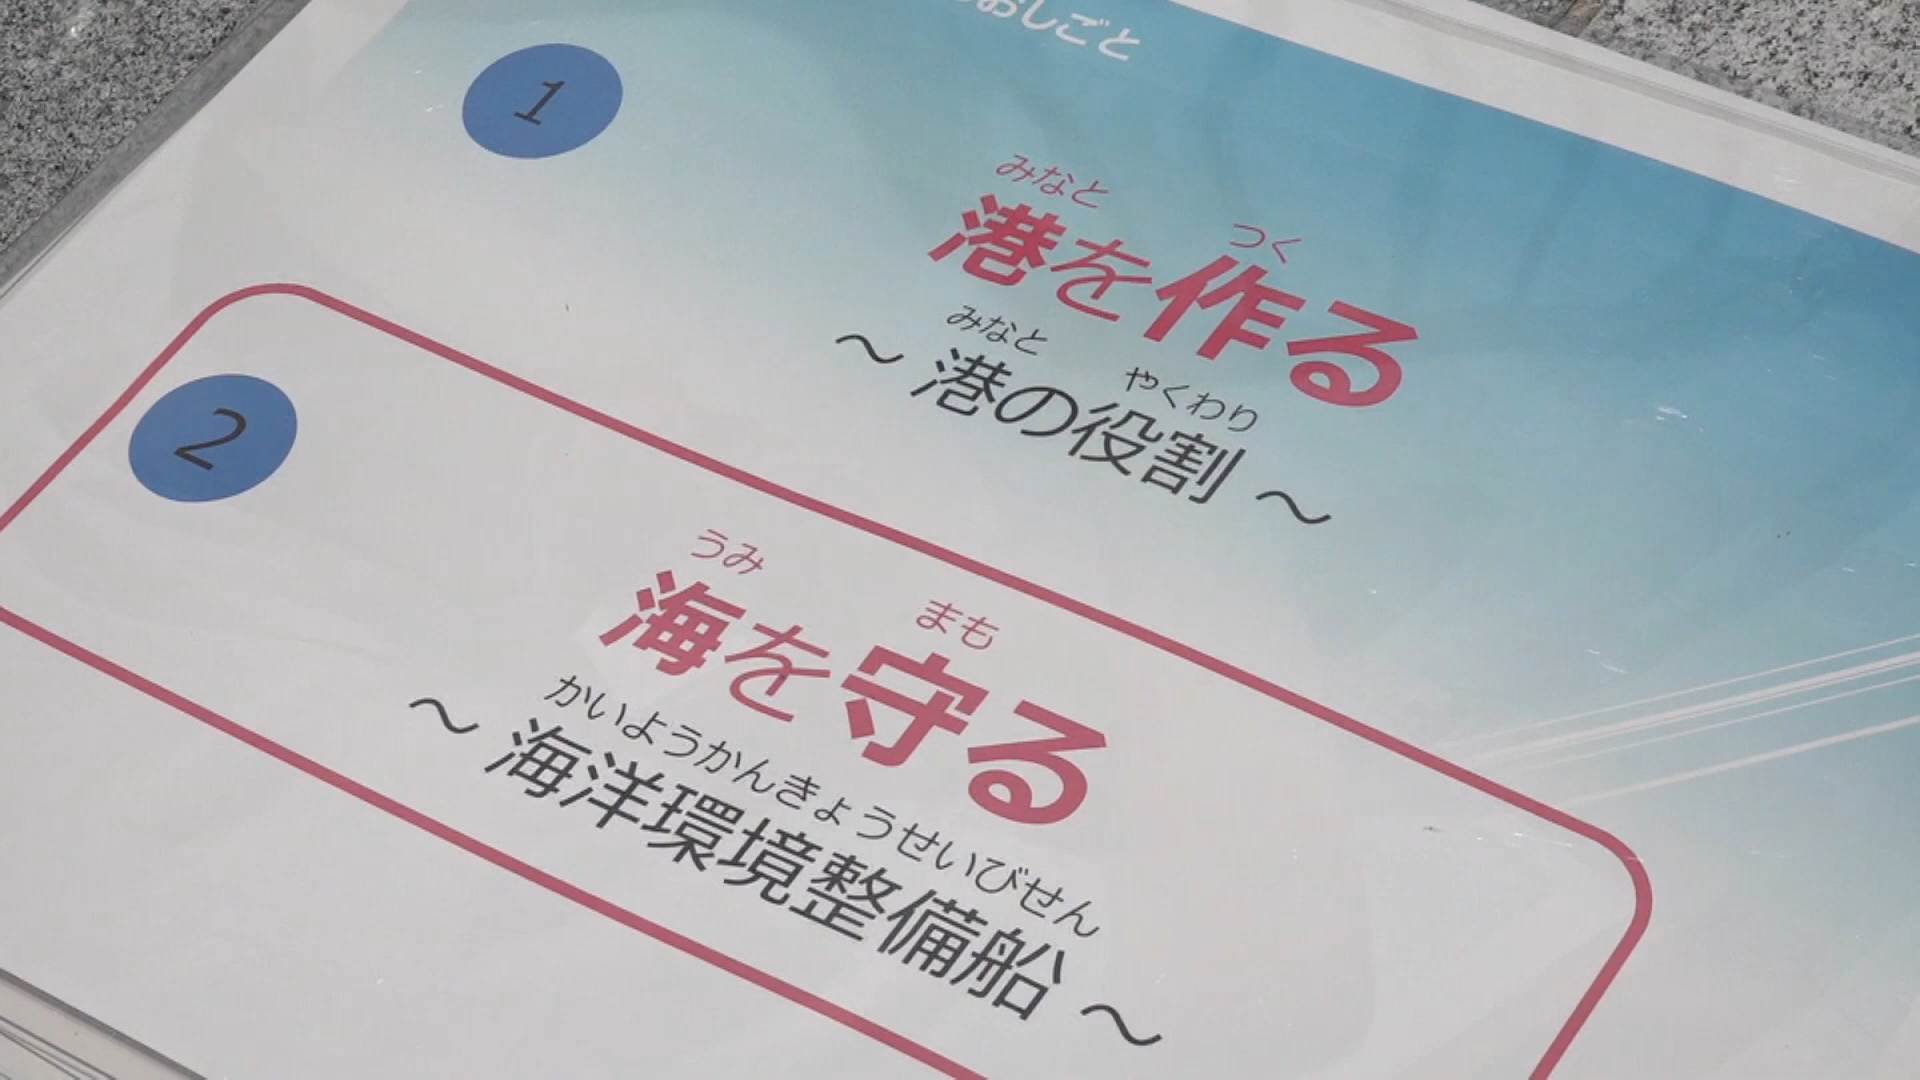 おしごと
1
みなと つく
港を作る
みなと やくわり
～ 港の役割 ～
2
うみ まも
海を守る
かいようかんきょうせいびせん
～ 海洋環境整備船 ～